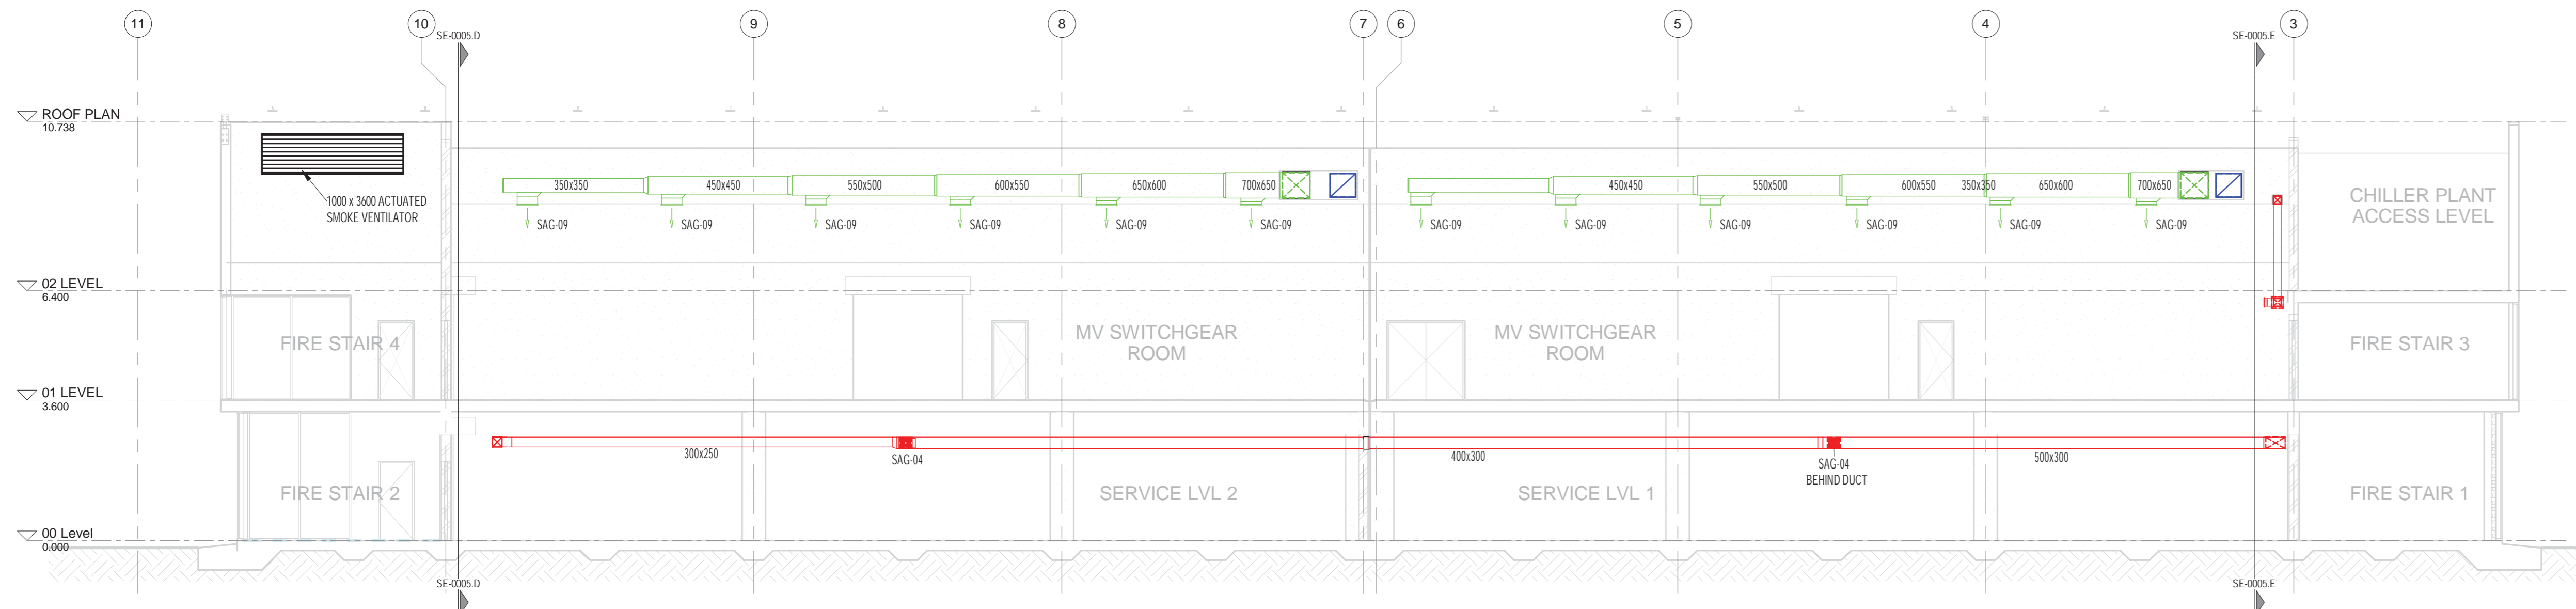 11
10
9
8
7
6
5
4
3
SE-0005.D
SE-0005.E
ROOF PLAN
10.738
1000 x 3600 ACTUATED
SMOKE VENTILATOR
350x350
450x450
550x500
600x550
650x600
700x650
450x450
550x500
600x550
350x350
650x600
700x650
SAG-09
SAG-09
SAG-09
SAG-09
SAG-09
SAG-09
SAG-09
SAG-09
SAG-09
SAG-09
SAG-09
SAG-09
CHILLER PLANT
ACCESS LEVEL
02 LEVEL
6.400
FIRE STAIR 4
MV SWITCHGEAR
ROOM
MV SWITCHGEAR
ROOM
FIRE STAIR 3
01 LEVEL
3.600
300x250
SAG-04
400x300
SAG-04
BEHIND DUCT
500x300
FIRE STAIR 2
SERVICE LVL 2
SERVICE LVL 1
FIRE STAIR 1
00 Level
0.000
SE-0005.D
SE-0005.E